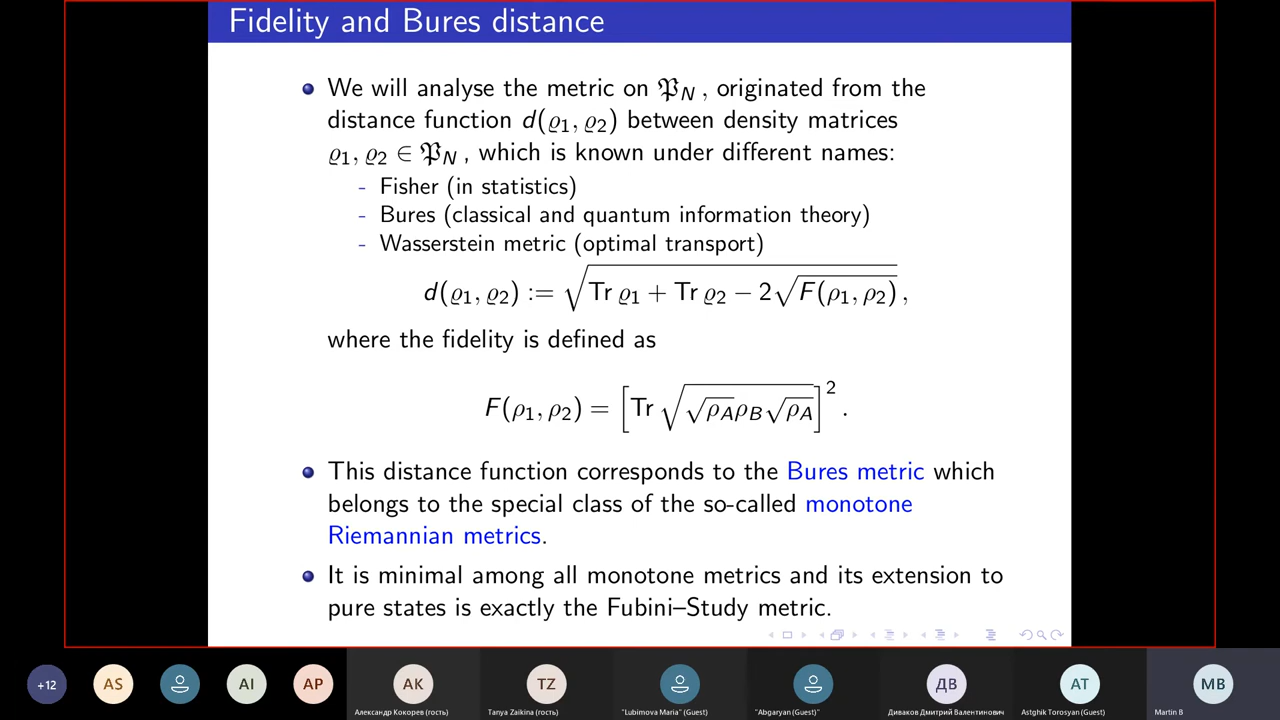 Fidelity and Bures distance
We will analyse the metric on 𝔓_N , originated from the
distance function d(ϱ₁, ϱ₂) between density matrices
ϱ₁, ϱ₂ ∈ 𝔓_N , which is known under different names:
- Fisher (in statistics)
- Bures (classical and quantum information theory)
- Wasserstein metric (optimal transport)
d(ϱ₁, ϱ₂) := √(Tr ϱ₁ + Tr ϱ₂ − 2√(F(ρ₁, ρ₂))) ,
where the fidelity is defined as
F(ρ₁, ρ₂) = [Tr √(√ρ_A ρ_B √ρ_A)]² .
This distance function corresponds to the Bures metric which
belongs to the special class of the so-called monotone
Riemannian metrics.
It is minimal among all monotone metrics and its extension to
pure states is exactly the Fubini–Study metric.
+12 AS AI AP AK TZ ДВ AT MB
Александр Кокорев (гость) Tanya Zaikina (гость) "Lubimova Maria" (Guest) "Abgaryan (Guest)" Диваков Дмитрий Валентинович Astghik Torosyan (Guest) Martin B